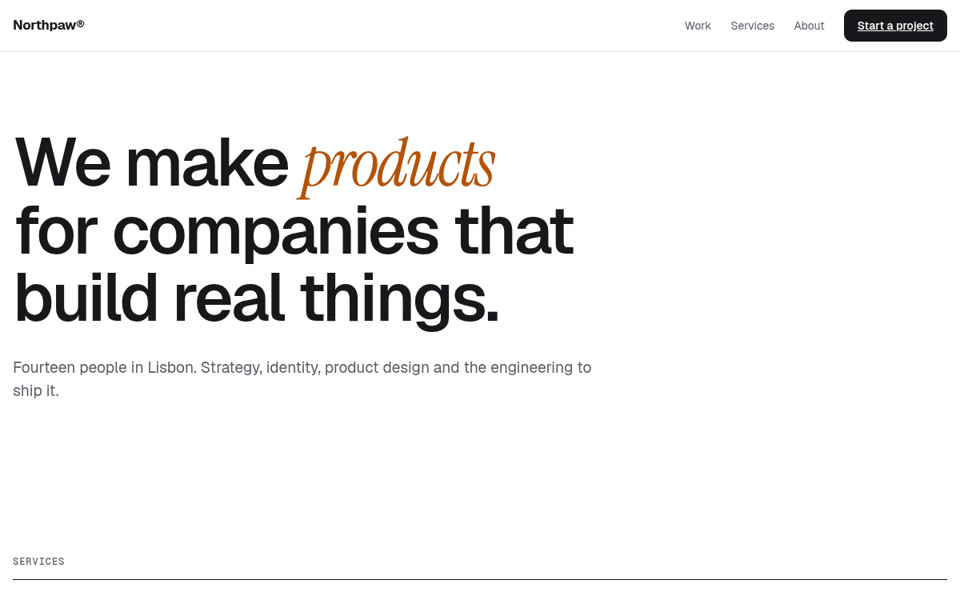 Northpaw®
Work
Services
About
Start a project
We make products
for companies that
build real things.
Fourteen people in Lisbon. Strategy, identity, product design and the engineering to
ship it.
SERVICES